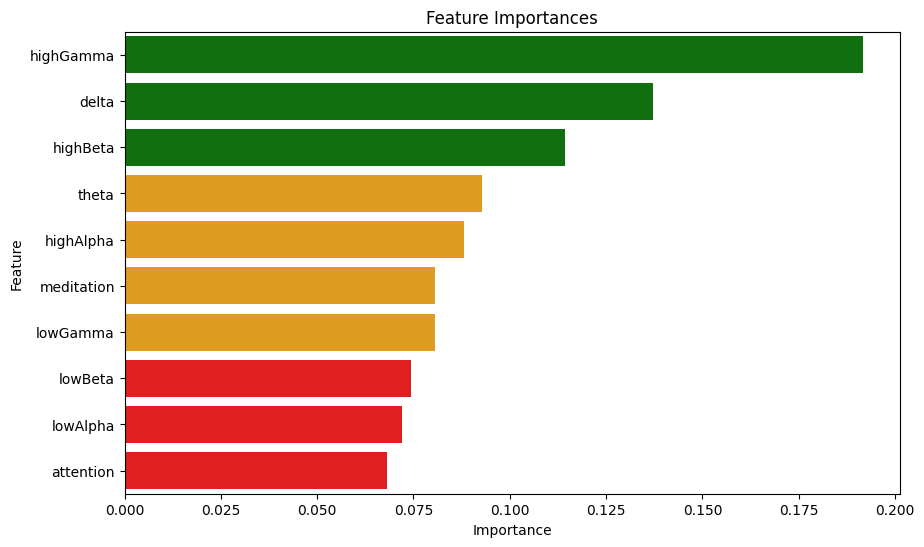 Feature Importances
highGamma
delta
highBeta
theta
highAlpha
meditation
lowGamma
lowBeta
lowAlpha
attention
Feature
0.000 0.025 0.050 0.075 0.100 0.125 0.150 0.175 0.200
Importance